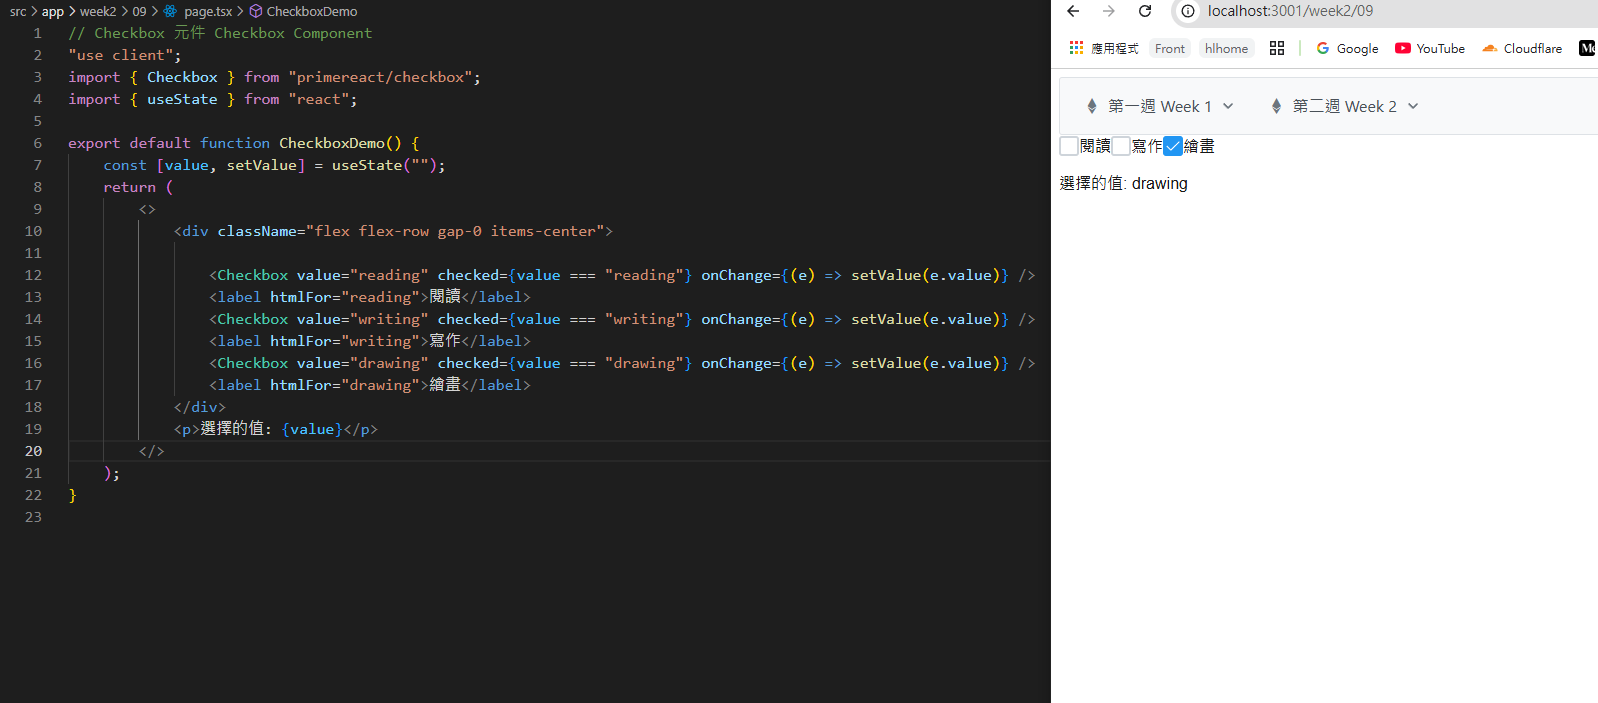 src > app > week2 > 09 > page.tsx > CheckboxDemo
1 // Checkbox 元件 Checkbox Component
2 "use client";
3 import { Checkbox } from "primereact/checkbox";
4 import { useState } from "react";
5
6 export default function CheckboxDemo() {
7 const [value, setValue] = useState("");
8 return (
9 <>
10 <div className="flex flex-row gap-0 items-center">
11
12 <Checkbox value="reading" checked={value === "reading"} onChange={(e) => setValue(e.value)} />
13 <label htmlFor="reading">閱讀</label>
14 <Checkbox value="writing" checked={value === "writing"} onChange={(e) => setValue(e.value)} />
15 <label htmlFor="writing">寫作</label>
16 <Checkbox value="drawing" checked={value === "drawing"} onChange={(e) => setValue(e.value)} />
17 <label htmlFor="drawing">繪畫</label>
18 </div>
19 <p>選擇的值: {value}</p>
20 </>
21 );
22 }
23
localhost:3001/week2/09
應用程式 Front hlhome Google YouTube Cloudflare
第一週 Week 1 第二週 Week 2
閱讀 寫作 繪畫
選擇的值: drawing